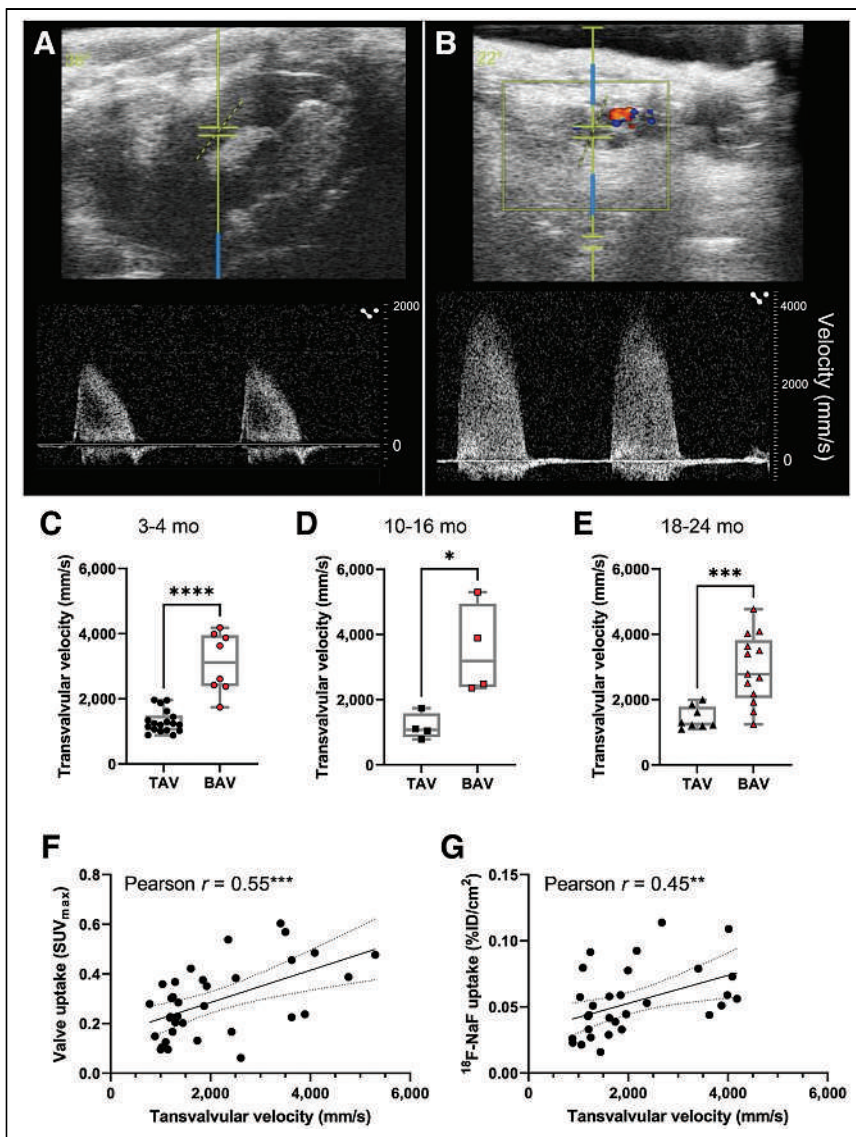 A
B
22°
2000
0
4000
2000
0
Velocity (mm/s)
C
3-4 mo
D
10-16 mo
E
18-24 mo
Transvalvular velocity (mm/s)
6,000
4,000
2,000
0
****
TAV
BAV
Transvalvular velocity (mm/s)
6,000
4,000
2,000
0
*
TAV
BAV
Transvalvular velocity (mm/s)
6,000
4,000
2,000
0
***
TAV
BAV
F
Pearson r = 0.55***
Valve uptake (SUVmax)
0.8
0.6
0.4
0.2
0.0
0
2,000
4,000
6,000
Tansvalvular velocity (mm/s)
G
Pearson r = 0.45**
18F-NaF uptake (%ID/cm²)
0.15
0.10
0.05
0.00
0
2,000
4,000
6,000
Tansvalvular velocity (mm/s)